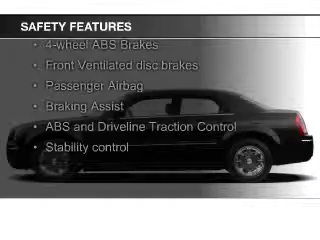 SAFETY FEATURES
• 4-wheel ABS Brakes
• Front Ventilated disc brakes
• Passenger Airbag
• Braking Assist
• ABS and Driveline Traction Control
• Stability control